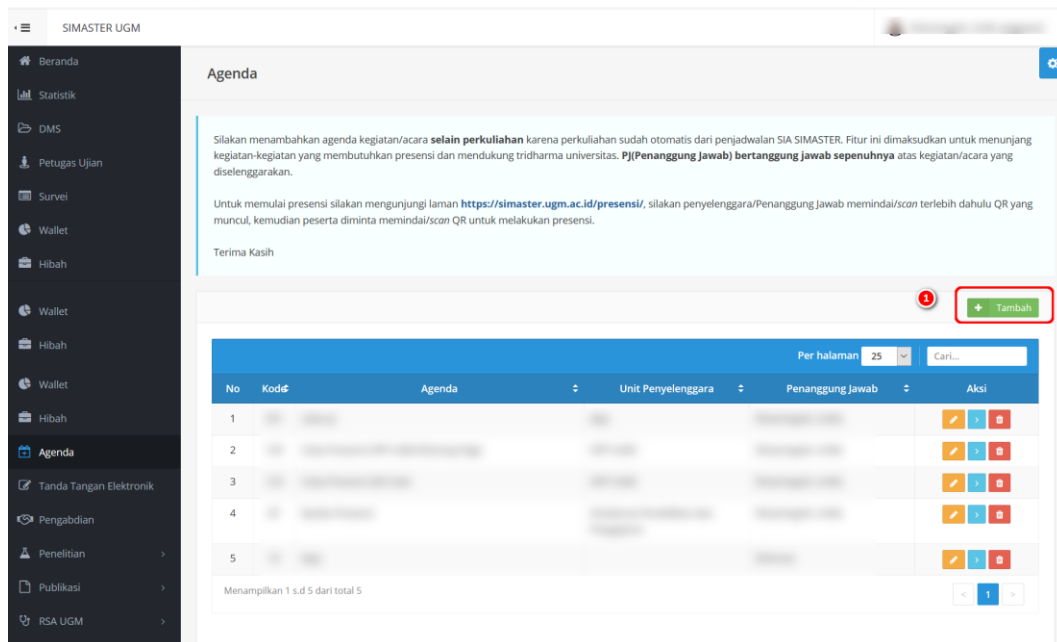 SIMASTER UGM
Beranda
Statistik
DMS
Petugas Ujian
Survei
Wallet
Hibah
Wallet
Hibah
Wallet
Hibah
Agenda
Tanda Tangan Elektronik
Pengabdian
Penelitian
Publikasi
RSA UGM
Agenda
Silakan menambahkan agenda kegiatan/acara selain perkuliahan karena perkuliahan sudah otomatis dari penjadwalan SIA SIMASTER. Fitur ini dimaksudkan untuk menunjang
kegiatan-kegiatan yang membutuhkan presensi dan mendukung tridharma universitas. PJ(Penanggung Jawab) bertanggung jawab sepenuhnya atas kegiatan/acara yang
diselenggarakan.
Untuk memulai presensi silakan mengunjungi laman https://simaster.ugm.ac.id/presensi/, silakan penyelenggara/Penanggung Jawab memindai/scan terlebih dahulu QR yang
muncul, kemudian peserta diminta memindai/scan QR untuk melakukan presensi.
Terima Kasih
1
+ Tambah
Per halaman 25 Cari...
No Kode Agenda Unit Penyelenggara Penanggung Jawab Aksi
1
2
3
4
5
Menampilkan 1 s.d 5 dari total 5
< 1 >